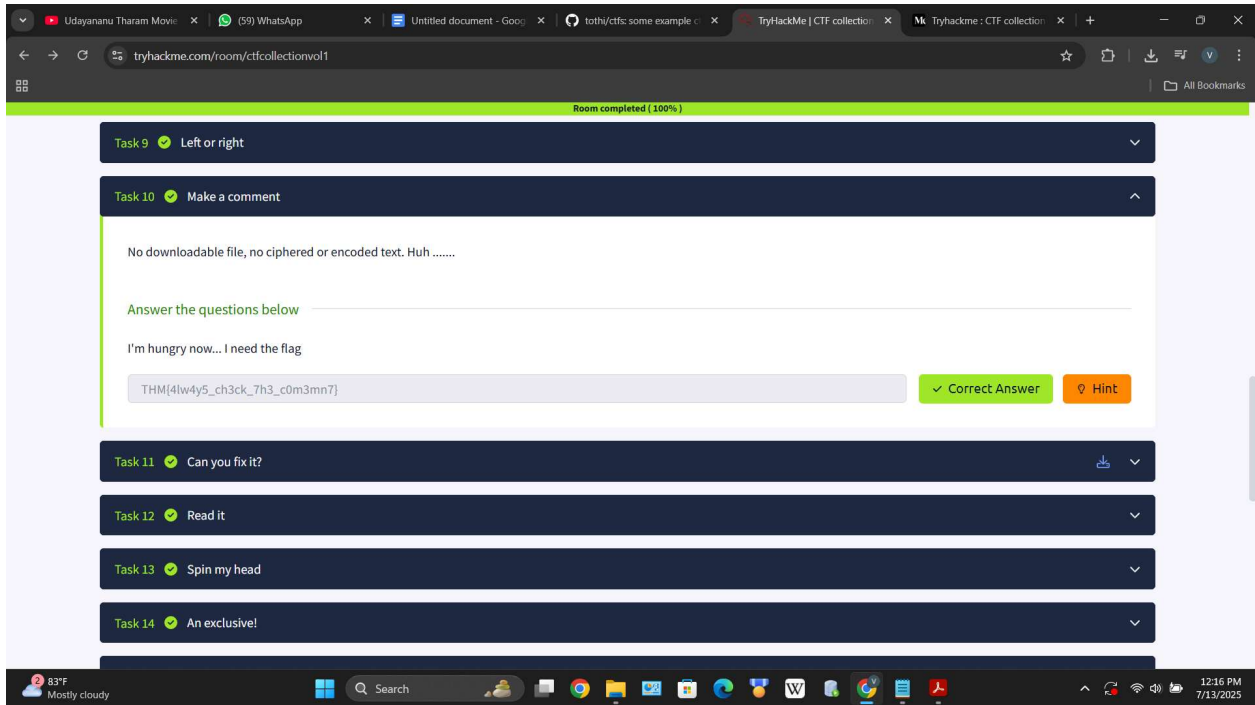 Udayananu Tharam Movie
(59) WhatsApp
Untitled document - Goog
tothi/ctfs: some example c
TryHackMe | CTF collection
Mk Tryhackme : CTF collection
tryhackme.com/room/ctfcollectionvol1
V
All Bookmarks
Room completed ( 100% )
Task 9 Left or right
Task 10 Make a comment
No downloadable file, no ciphered or encoded text. Huh .......
Answer the questions below
I'm hungry now... I need the flag
THM{4lw4y5_ch3ck_7h3_c0m3mn7}
Correct Answer
Hint
Task 11 Can you fix it?
Task 12 Read it
Task 13 Spin my head
Task 14 An exclusive!
2
83°F
Mostly cloudy
Search
W
12:16 PM
7/13/2025